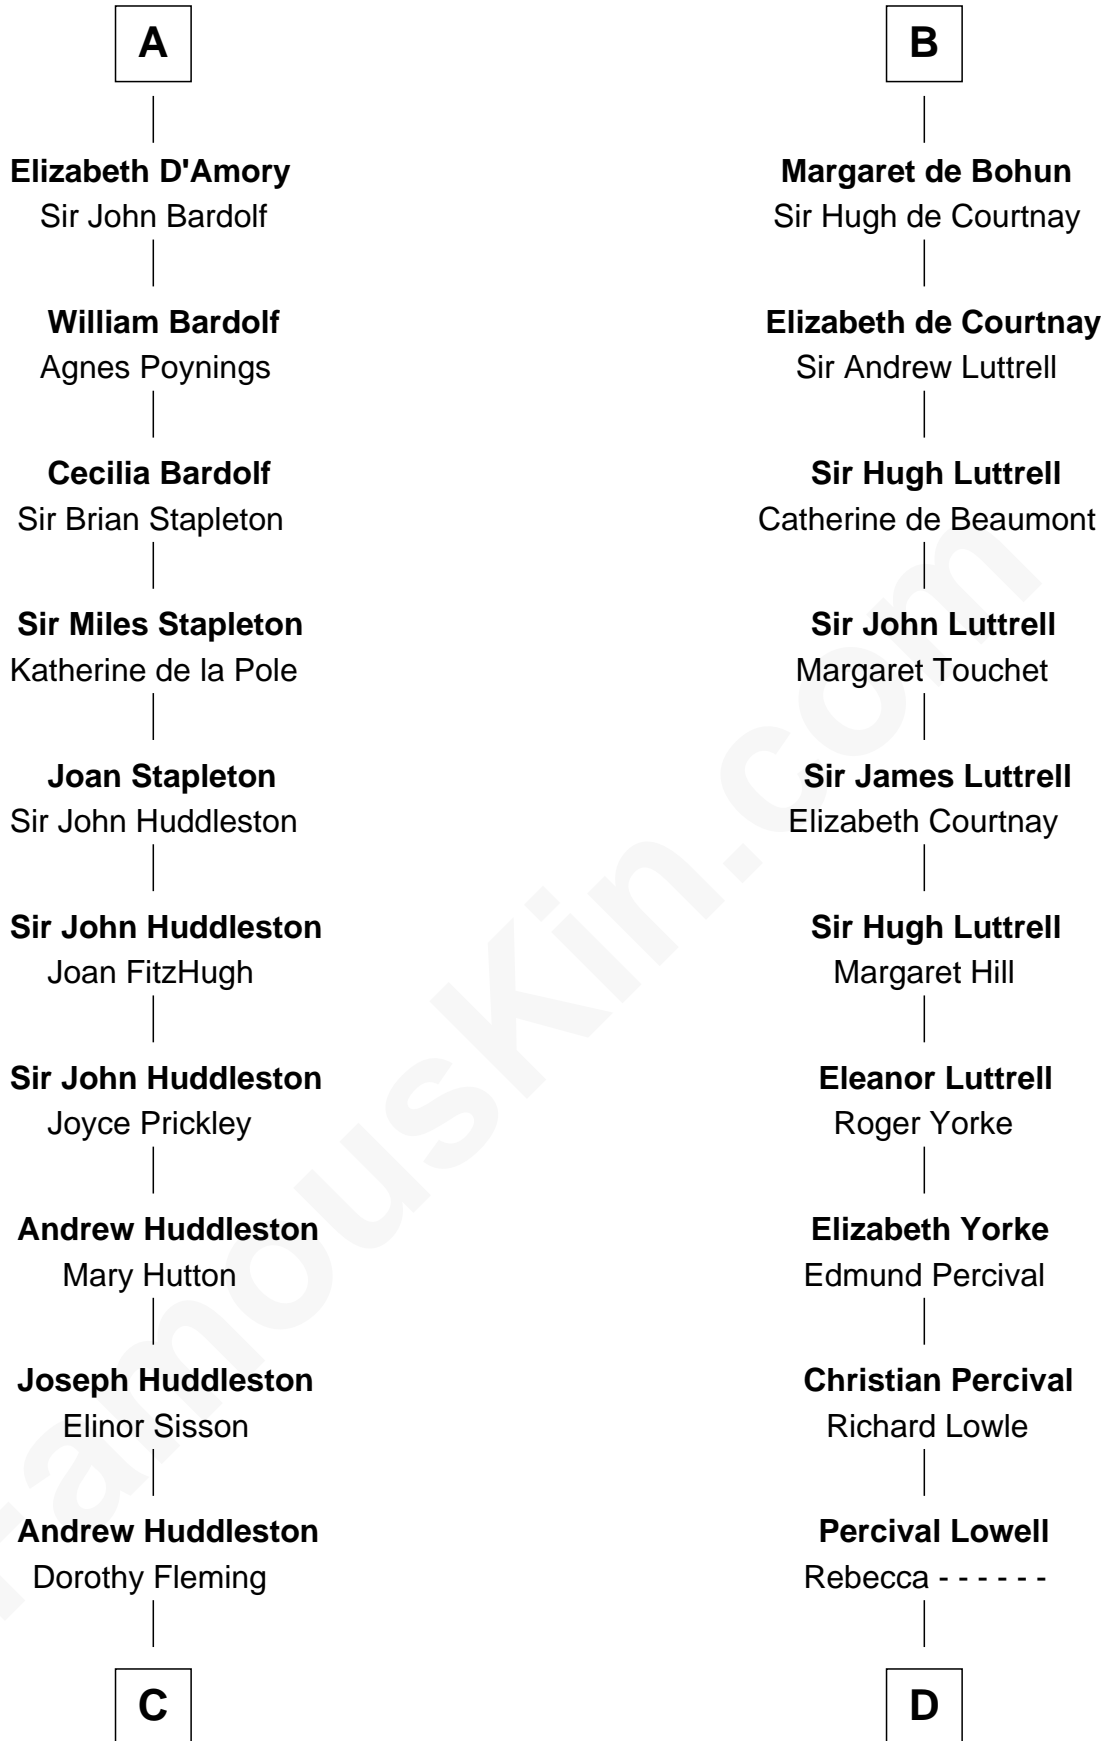 A
Elizabeth D'Amory
Sir John Bardolf
William Bardolf
Agnes Poynings
Cecilia Bardolf
Sir Brian Stapleton
Sir Miles Stapleton
Katherine de la Pole
Joan Stapleton
Sir John Huddleston
Sir John Huddleston
Joan FitzHugh
Sir John Huddleston
Joyce Prickley
Andrew Huddleston
Mary Hutton
Joseph Huddleston
Elinor Sisson
Andrew Huddleston
Dorothy Fleming
C
B
Margaret de Bohun
Sir Hugh de Courtnay
Elizabeth de Courtnay
Sir Andrew Luttrell
Sir Hugh Luttrell
Catherine de Beaumont
Sir John Luttrell
Margaret Touchet
Sir James Luttrell
Elizabeth Courtnay
Sir Hugh Luttrell
Margaret Hill
Eleanor Luttrell
Roger Yorke
Elizabeth Yorke
Edmund Percival
Christian Percival
Richard Lowle
Percival Lowell
Rebecca - - - - - -
D
FamousKin.com